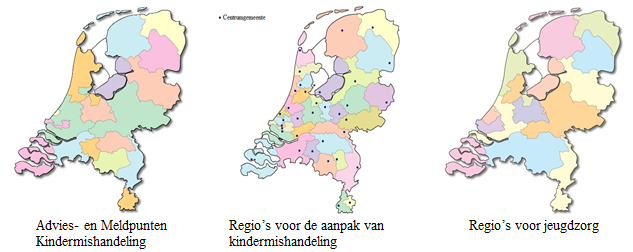 Centrumgemeente
Advies- en Meldpunten
Kindermishandeling
Regio's voor de aanpak van
kindermishandeling
Regio's voor jeugdzorg